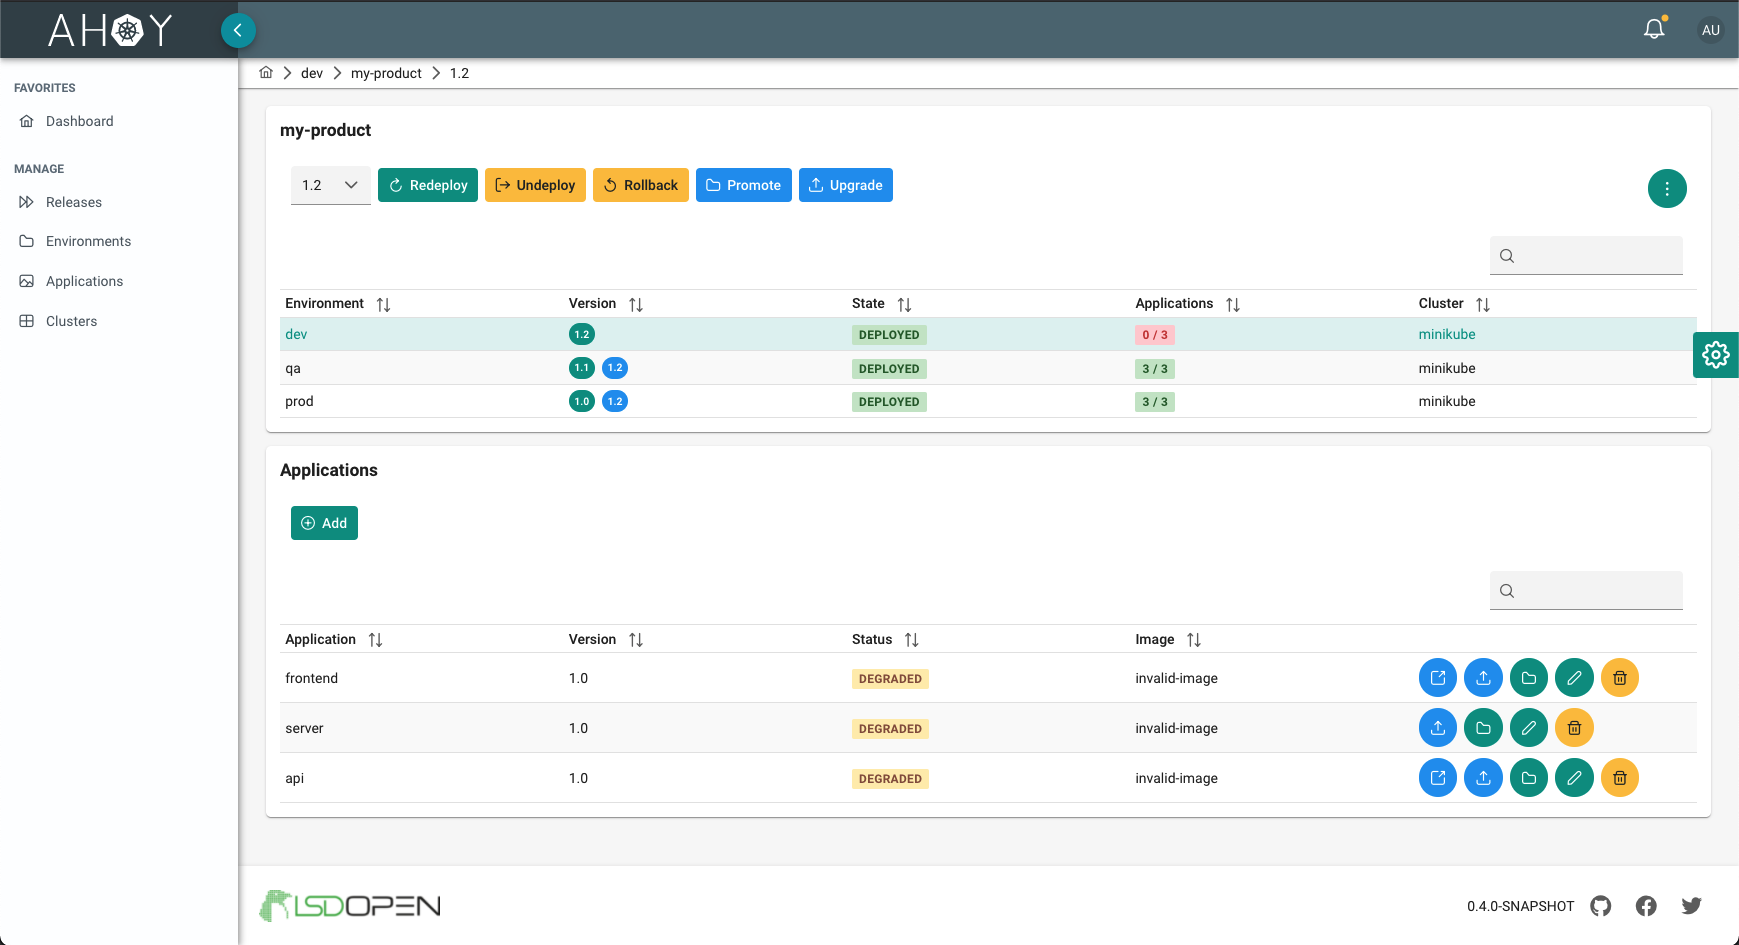 AHOY
AU
dev my-product 1.2
FAVORITES
Dashboard
MANAGE
Releases
Environments
Applications
Clusters
my-product
1.2 Redeploy Undeploy Rollback Promote Upgrade
Environment Version State Applications Cluster
dev 1.2 DEPLOYED 0 / 3 minikube
qa 1.1 1.2 DEPLOYED 3 / 3 minikube
prod 1.0 1.2 DEPLOYED 3 / 3 minikube
Applications
Add
Application Version Status Image
frontend 1.0 DEGRADED invalid-image
server 1.0 DEGRADED invalid-image
api 1.0 DEGRADED invalid-image
LSDOPEN
0.4.0-SNAPSHOT